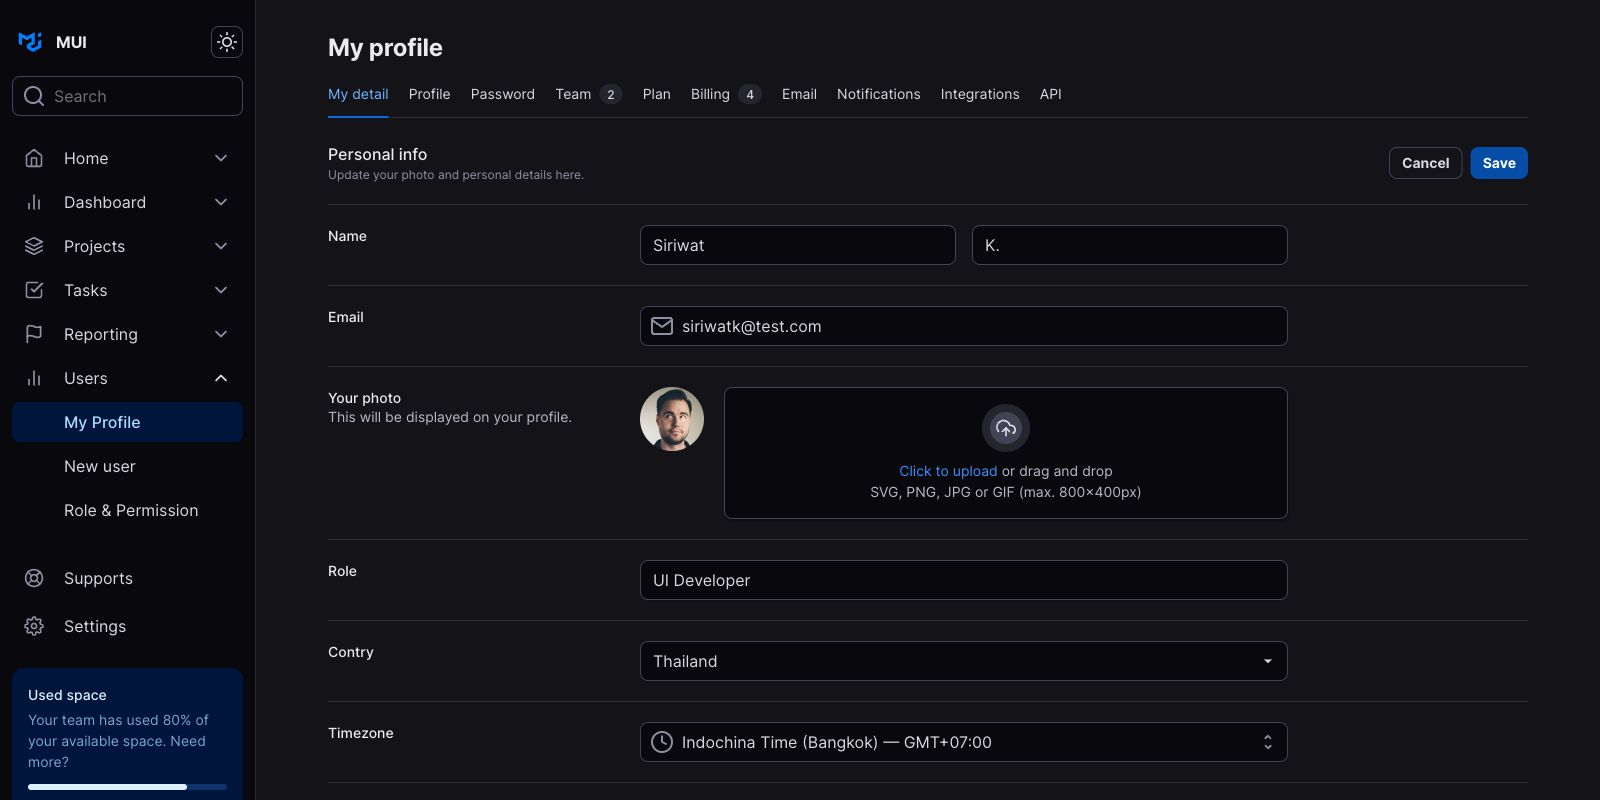 MUI
Search
Home
Dashboard
Projects
Tasks
Reporting
Users
My Profile
New user
Role & Permission
Supports
Settings
Used space
Your team has used 80% of
your available space. Need
more?
My profile
My detail Profile Password Team 2 Plan Billing 4 Email Notifications Integrations API
Personal info
Update your photo and personal details here.
Cancel Save
Name
Siriwat K.
Email
siriwatk@test.com
Your photo
This will be displayed on your profile.
Click to upload or drag and drop
SVG, PNG, JPG or GIF (max. 800×400px)
Role
UI Developer
Contry
Thailand
Timezone
Indochina Time (Bangkok) — GMT+07:00